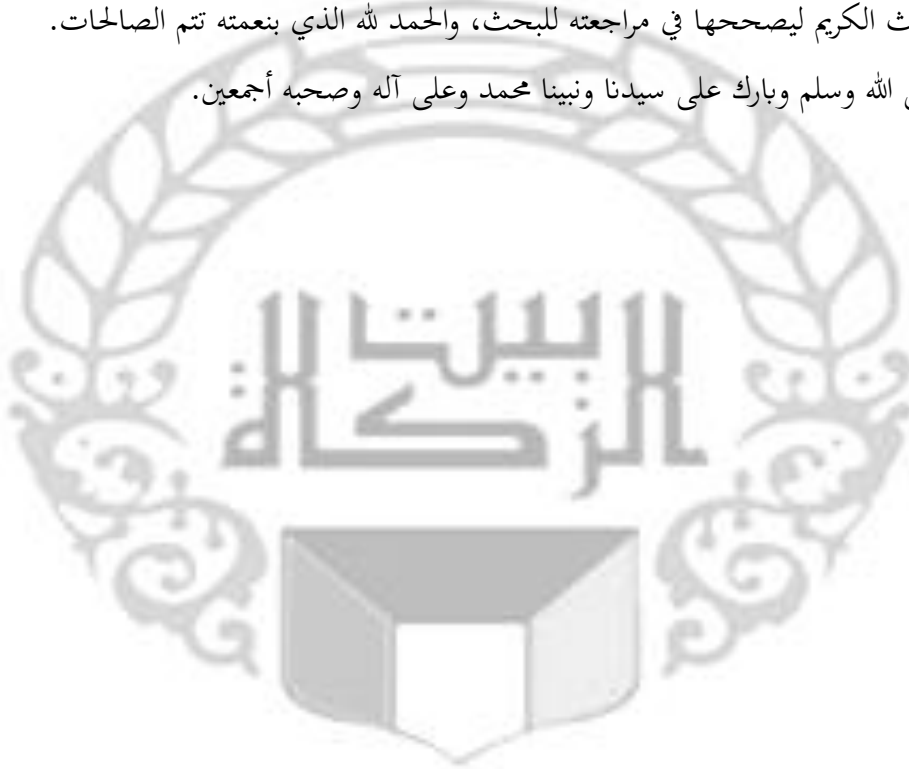 ث الكريم ليصححها في مراجعته للبحث، والحمد لله الذي بنعمته تتم الصالحات.
الله وسلم وبارك على سيدنا ونبينا محمد وعلى آله وصحبه أجمعين.
بيت
الزكاة